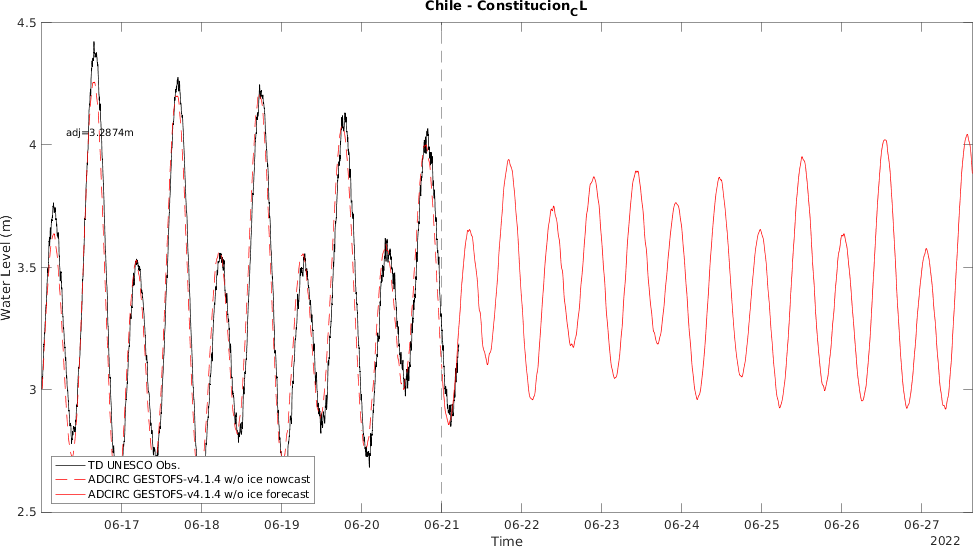 Chile - Constitucion_CL
4.5
4
3.5
3
2.5
Water Level (m)
adj=3.2874m
TD UNESCO Obs.
ADCIRC GESTOFS-v4.1.4 w/o ice nowcast
ADCIRC GESTOFS-v4.1.4 w/o ice forecast
06-17 06-18 06-19 06-20 06-21 06-22 06-23 06-24 06-25 06-26 06-27
Time
2022